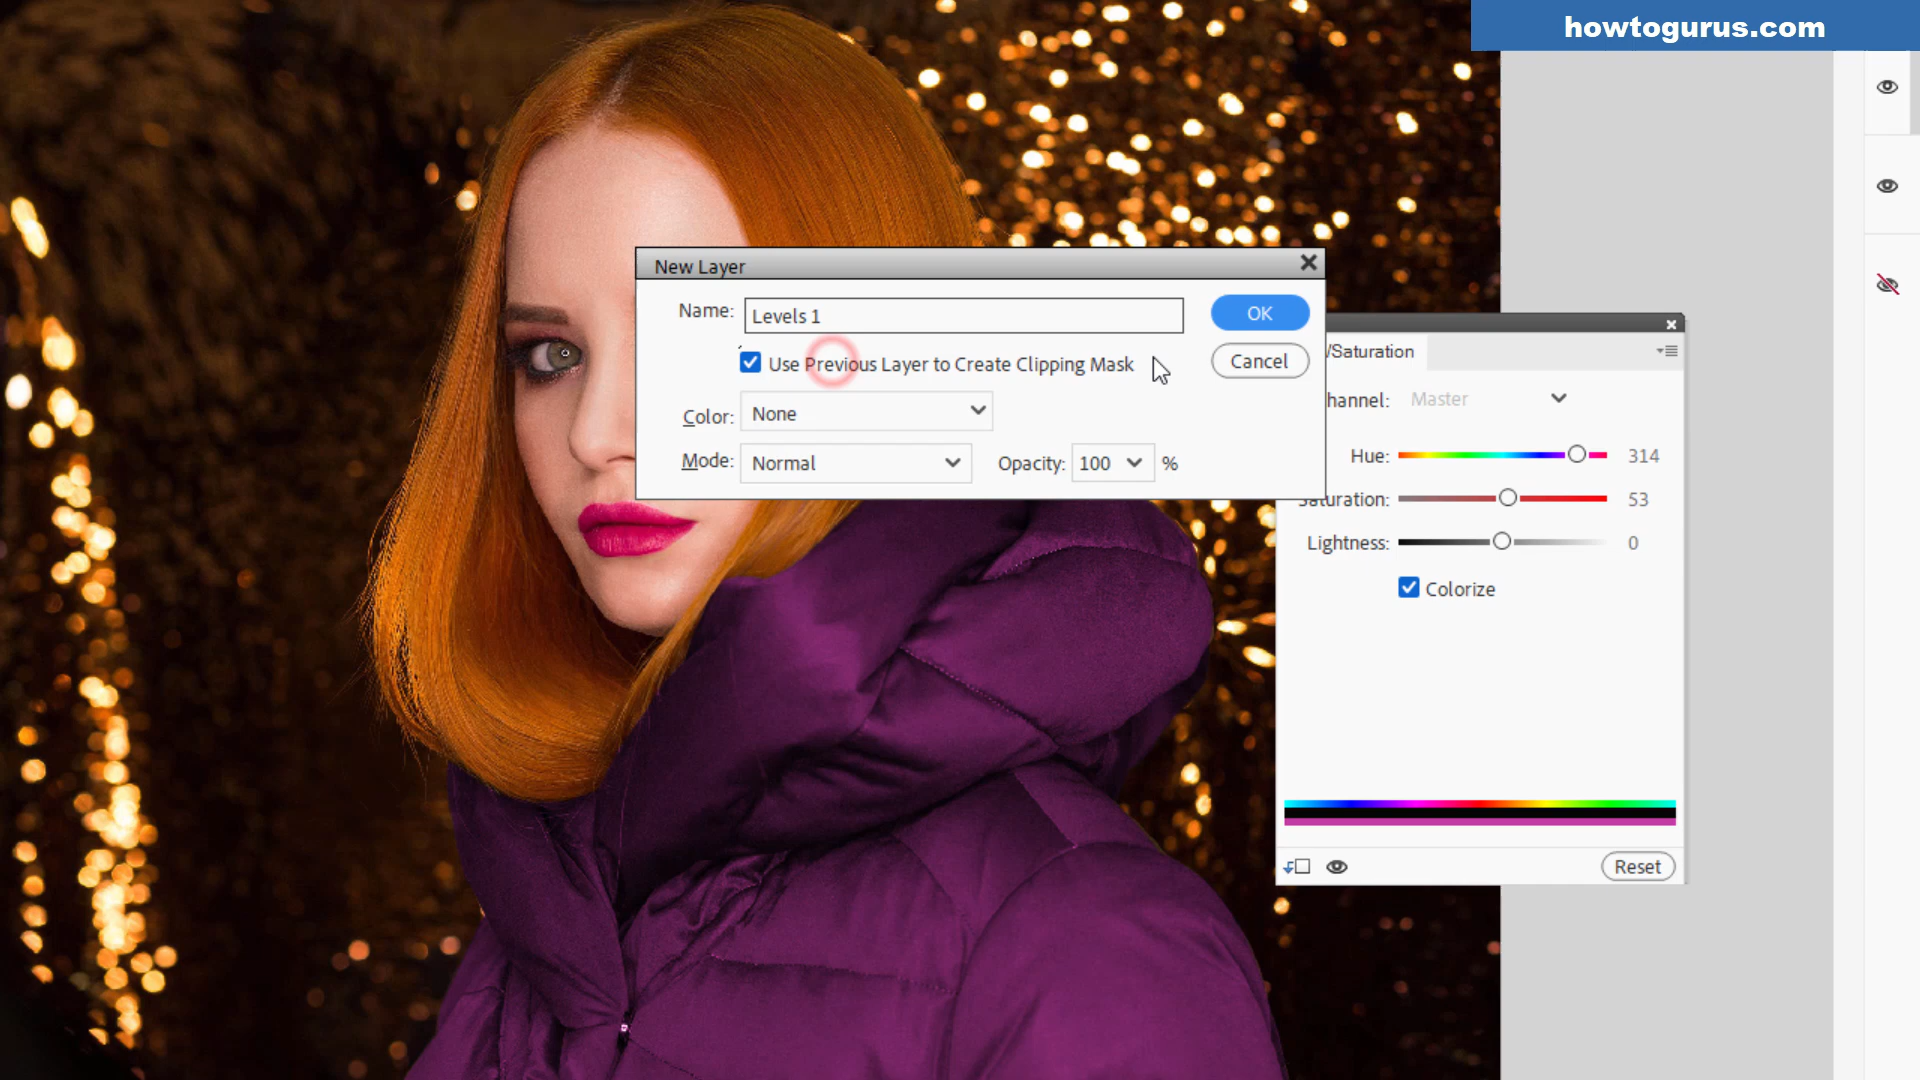 howtogurus.com
New Layer
Name: Levels 1
OK
Use Previous Layer to Create Clipping Mask
Cancel
Color: None
Mode: Normal Opacity: 100 %
/Saturation
hannel: Master
Hue: 314
Saturation: 53
Lightness: 0
Colorize
Reset